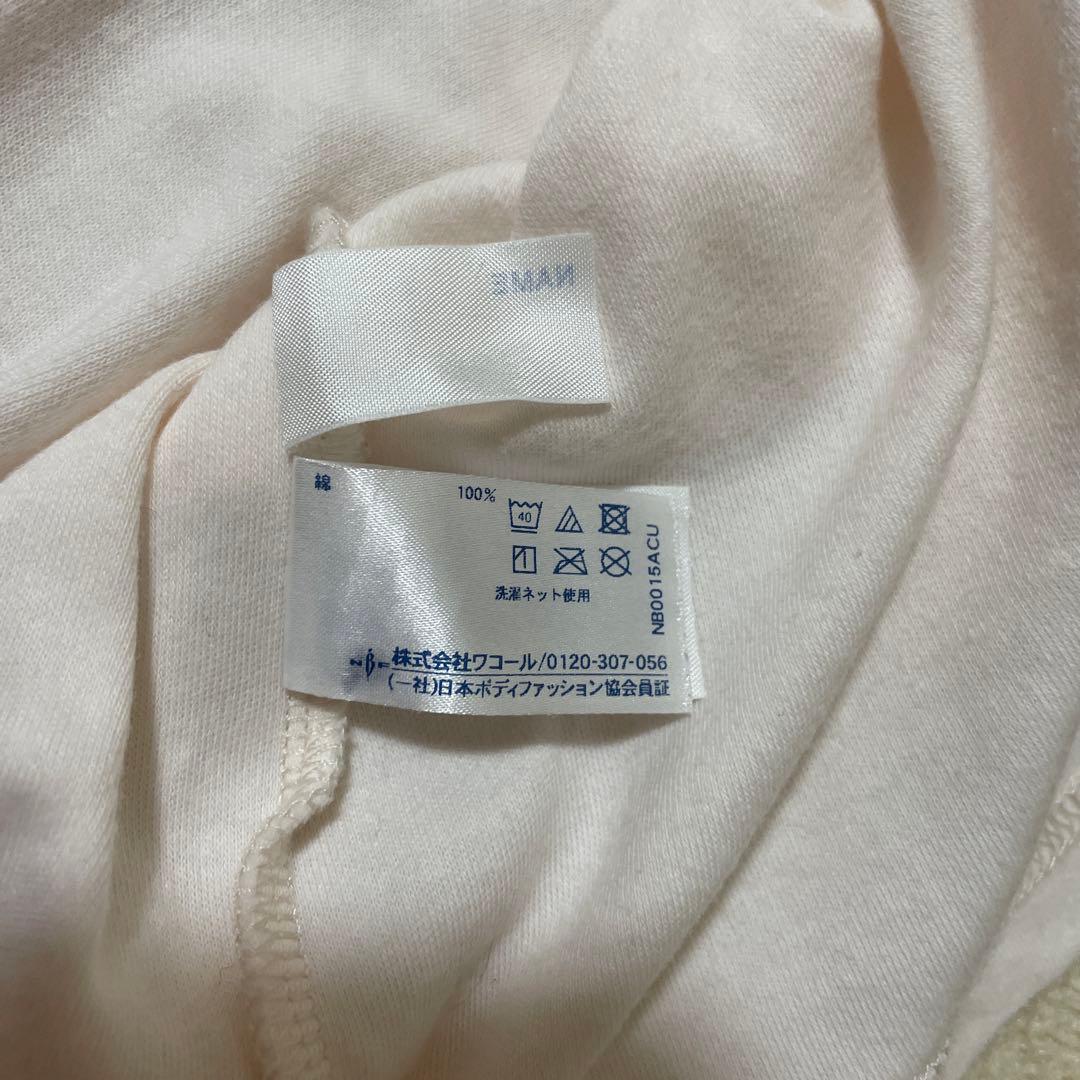 NAME
綿 100%
40
洗濯ネット使用
NB0015ACU
株式会社ワコール/0120-307-056
(一社)日本ボディファッション協会員証